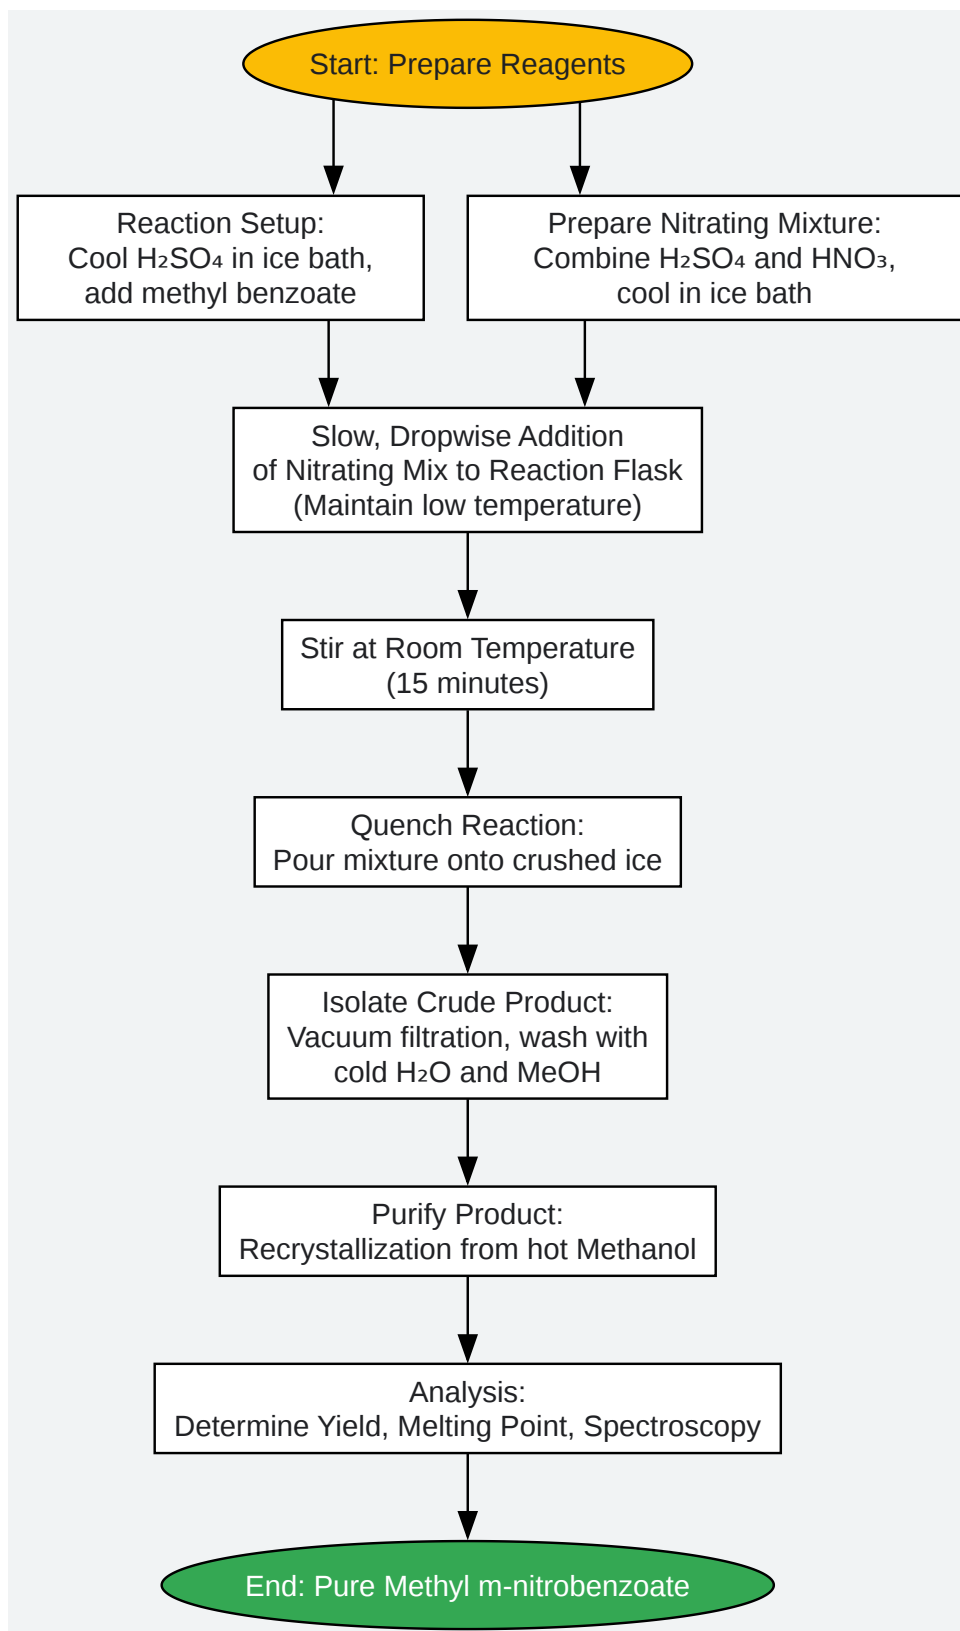 Start: Prepare Reagents
Reaction Setup:
Cool H₂SO₄ in ice bath,
add methyl benzoate
Prepare Nitrating Mixture:
Combine H₂SO₄ and HNO₃,
cool in ice bath
Slow, Dropwise Addition
of Nitrating Mix to Reaction Flask
(Maintain low temperature)
Stir at Room Temperature
(15 minutes)
Quench Reaction:
Pour mixture onto crushed ice
Isolate Crude Product:
Vacuum filtration, wash with
cold H₂O and MeOH
Purify Product:
Recrystallization from hot Methanol
Analysis:
Determine Yield, Melting Point, Spectroscopy
End: Pure Methyl m-nitrobenzoate